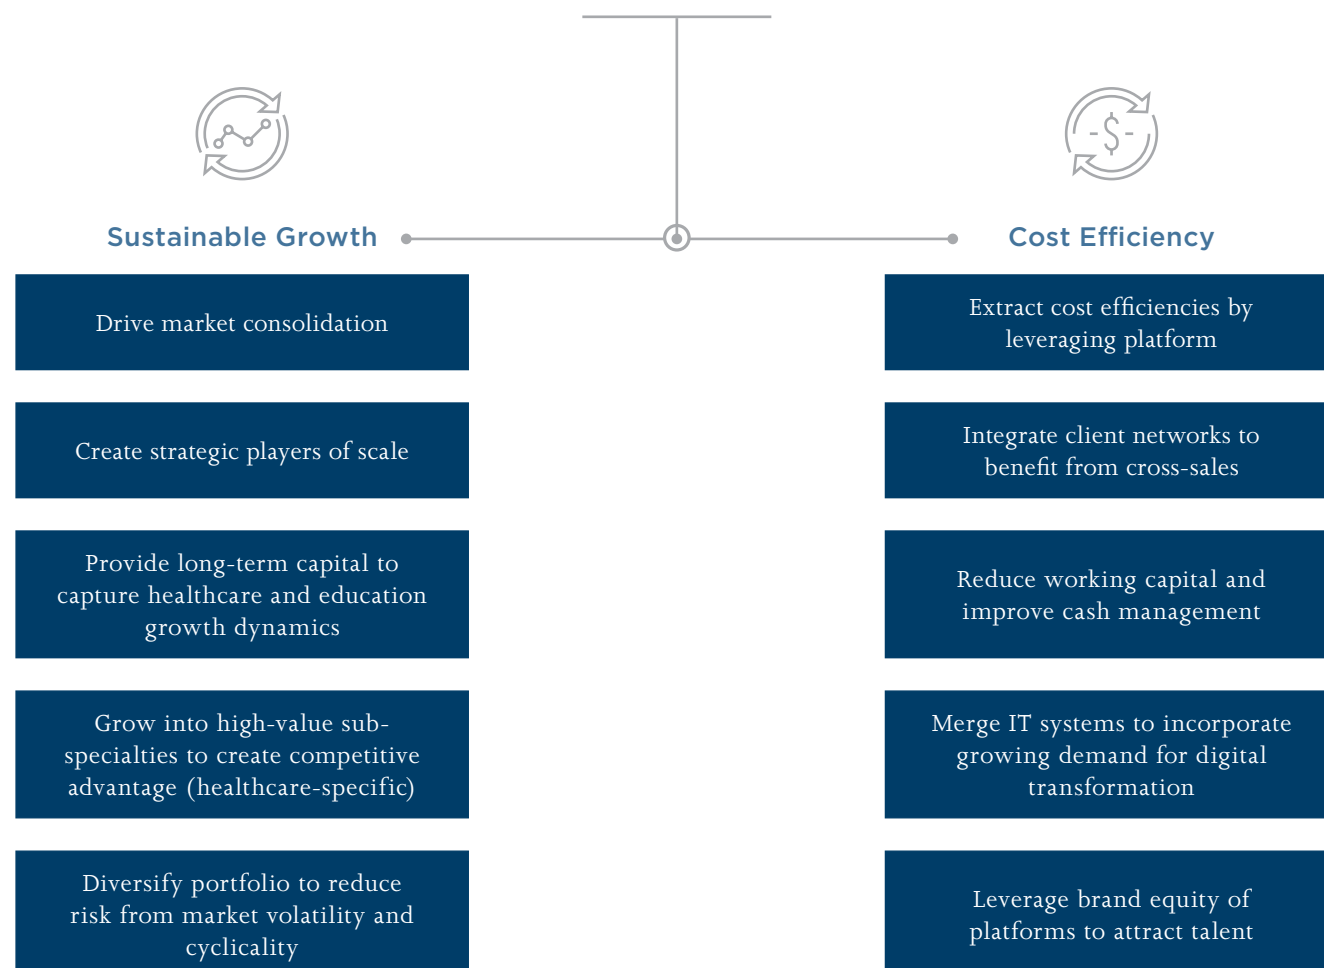 Sustainable Growth
Drive market consolidation
Create strategic players of scale
Provide long-term capital to
capture healthcare and education
growth dynamics
Grow into high-value sub-
specialties to create competitive
advantage (healthcare-specific)
Diversify portfolio to reduce
risk from market volatility and
cyclicality
Cost Efficiency
Extract cost efficiencies by
leveraging platform
Integrate client networks to
benefit from cross-sales
Reduce working capital and
improve cash management
Merge IT systems to incorporate
growing demand for digital
transformation
Leverage brand equity of
platforms to attract talent